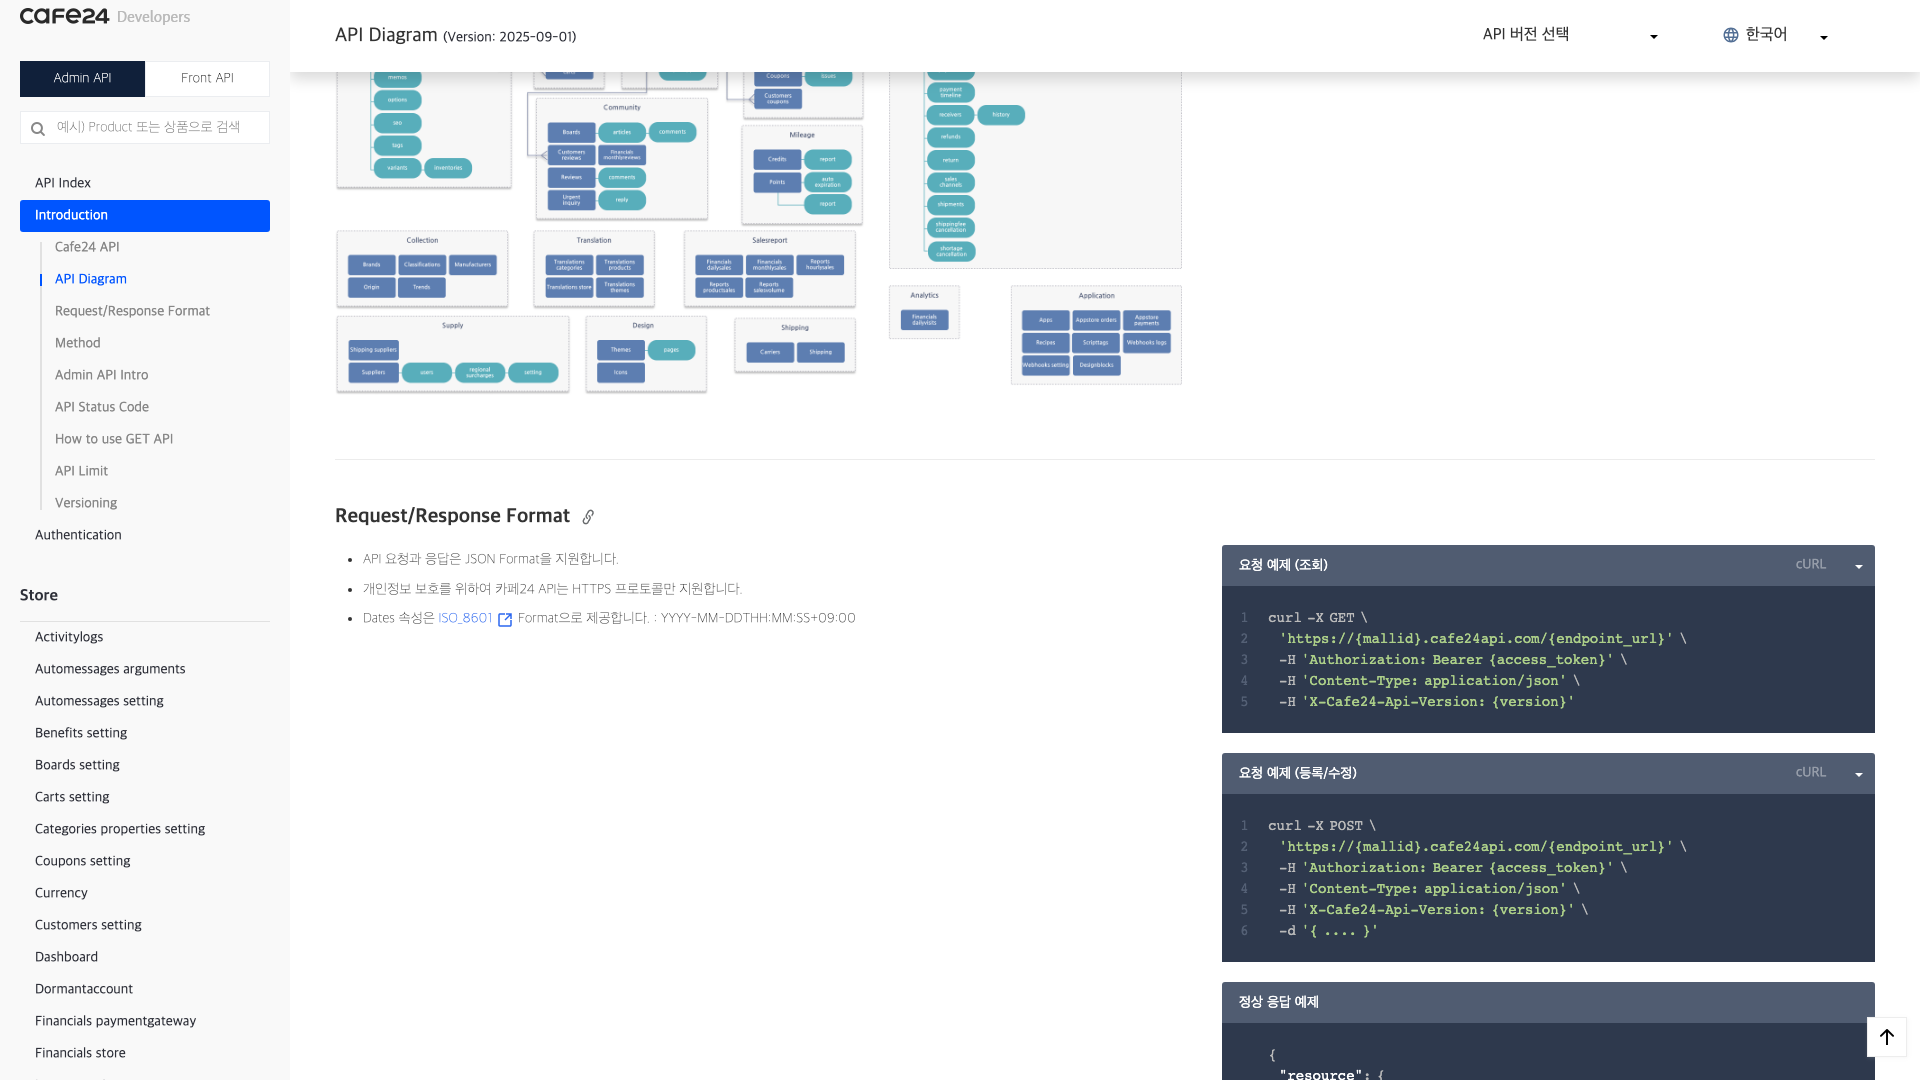 cafe24 Developers
Admin API
Front API
예시) Product 또는 상품으로 검색
API Index
Introduction
Cafe24 API
API Diagram
Request/Response Format
Method
Admin API Intro
API Status Code
How to use GET API
API Limit
Versioning
Authentication
Store
Activitylogs
Automessages arguments
Automessages setting
Benefits setting
Boards setting
Carts setting
Categories properties setting
Coupons setting
Currency
Customers setting
Dashboard
Dormantaccount
Financials paymentgateway
Financials store
API Diagram (Version: 2025-09-01)
API 버전 선택
한국어
memos
options
seo
tags
variants
inventories
Community
Boards
articles
comments
Customers reviews
Financials monthlyreviews
Reviews
comments
Urgent Inquiry
reply
Coupons
issues
Customers coupons
Mileage
Credits
report
Points
auto expiration
report
payment timeline
receivers
history
refunds
return
sales channels
shipments
shippingfee cancellation
shortage cancellation
Collection
Brands
Classifications
Manufacturers
Origin
Trends
Translation
Translations categories
Translations products
Translations store
Translations themes
Salesreport
Financials dailysales
Financials monthlysales
Reports hourlysales
Reports productsales
Reports salesvolume
Analytics
Financials dailyvisits
Application
Apps
Appstore orders
Appstore payments
Recipes
Scripttags
Webhooks logs
Webhooks setting
Designblocks
Supply
Shipping suppliers
Suppliers
users
regional surcharges
setting
Design
Themes
pages
Icons
Shipping
Carriers
Shipping
Request/Response Format
API 요청과 응답은 JSON Format을 지원합니다.
개인정보 보호를 위하여 카페24 API는 HTTPS 프로토콜만 지원합니다.
Dates 속성은 ISO_8601 Format으로 제공합니다. : YYYY-MM-DDTHH:MM:SS+09:00
요청 예제 (조회)
cURL
1 curl -X GET \
2 'https://{mallid}.cafe24api.com/{endpoint_url}' \
3 -H 'Authorization: Bearer {access_token}' \
4 -H 'Content-Type: application/json' \
5 -H 'X-Cafe24-Api-Version: {version}'
요청 예제 (등록/수정)
cURL
1 curl -X POST \
2 'https://{mallid}.cafe24api.com/{endpoint_url}' \
3 -H 'Authorization: Bearer {access_token}' \
4 -H 'Content-Type: application/json' \
5 -H 'X-Cafe24-Api-Version: {version}' \
6 -d '{ .... }'
정상 응답 예제
{
"resource": {